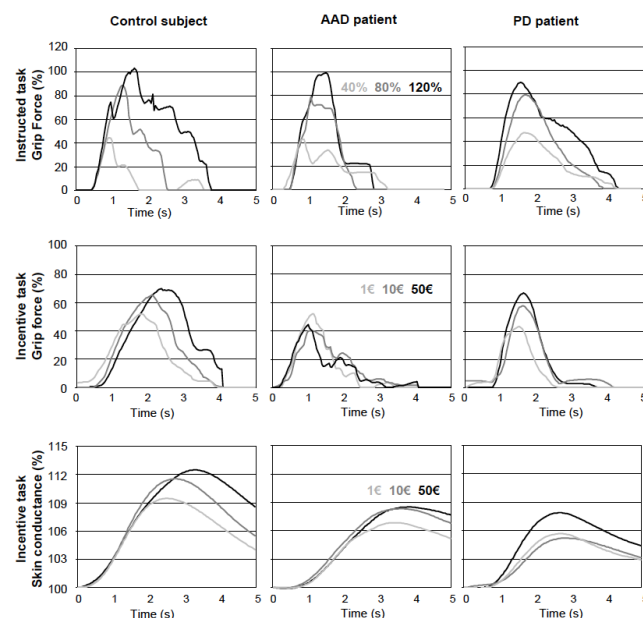 Control subject AAD patient PD patient
Instructed task
Grip Force (%)
120
100
80
60
40
20
0
40% 80% 120%
0 1 2 3 4 5
0 1 2 3 4 5
0 1 2 3 4 5
Time (s) Time (s) Time (s)
Incentive task
Grip force (%)
100
80
60
40
20
0
1€ 10€ 50€
0 1 2 3 4 5
0 1 2 3 4 5
0 1 2 3 4 5
Time (s) Time (s) Time (s)
Incentive task
Skin conductance (%)
115
112
109
106
103
100
1€ 10€ 50€
0 1 2 3 4 5
0 1 2 3 4 5
0 1 2 3 4 5
Time (s) Time (s) Time (s)